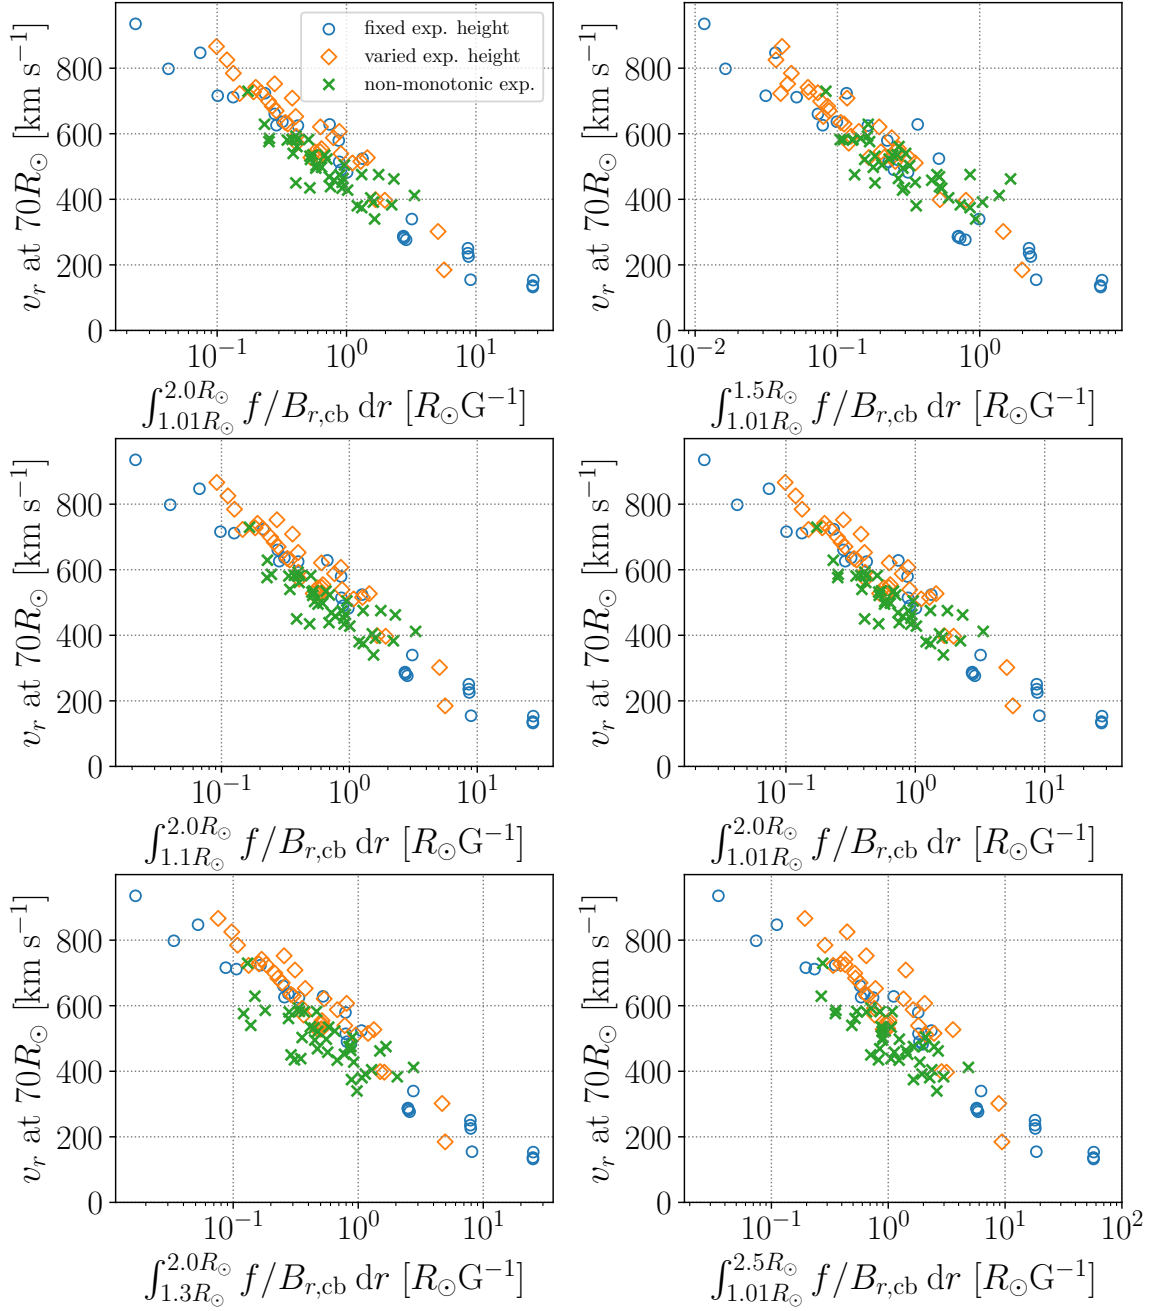 fixed exp. height
varied exp. height
non-monotonic exp.
v_r at 70R_⊙ [km s^{−1}]
800
600
400
200
0
10^{−1} 10^{0} 10^{1}
∫_{1.01R_⊙}^{2.0R_⊙} f/B_{r,cb} dr [R_⊙G^{−1}]
v_r at 70R_⊙ [km s^{−1}]
800
600
400
200
0
10^{−2} 10^{−1} 10^{0}
∫_{1.01R_⊙}^{1.5R_⊙} f/B_{r,cb} dr [R_⊙G^{−1}]
v_r at 70R_⊙ [km s^{−1}]
800
600
400
200
0
10^{−1} 10^{0} 10^{1}
∫_{1.1R_⊙}^{2.0R_⊙} f/B_{r,cb} dr [R_⊙G^{−1}]
v_r at 70R_⊙ [km s^{−1}]
800
600
400
200
0
10^{−1} 10^{0} 10^{1}
∫_{1.01R_⊙}^{2.0R_⊙} f/B_{r,cb} dr [R_⊙G^{−1}]
v_r at 70R_⊙ [km s^{−1}]
800
600
400
200
0
10^{−1} 10^{0} 10^{1}
∫_{1.3R_⊙}^{2.0R_⊙} f/B_{r,cb} dr [R_⊙G^{−1}]
v_r at 70R_⊙ [km s^{−1}]
800
600
400
200
0
10^{−1} 10^{0} 10^{1} 10^{2}
∫_{1.01R_⊙}^{2.5R_⊙} f/B_{r,cb} dr [R_⊙G^{−1}]